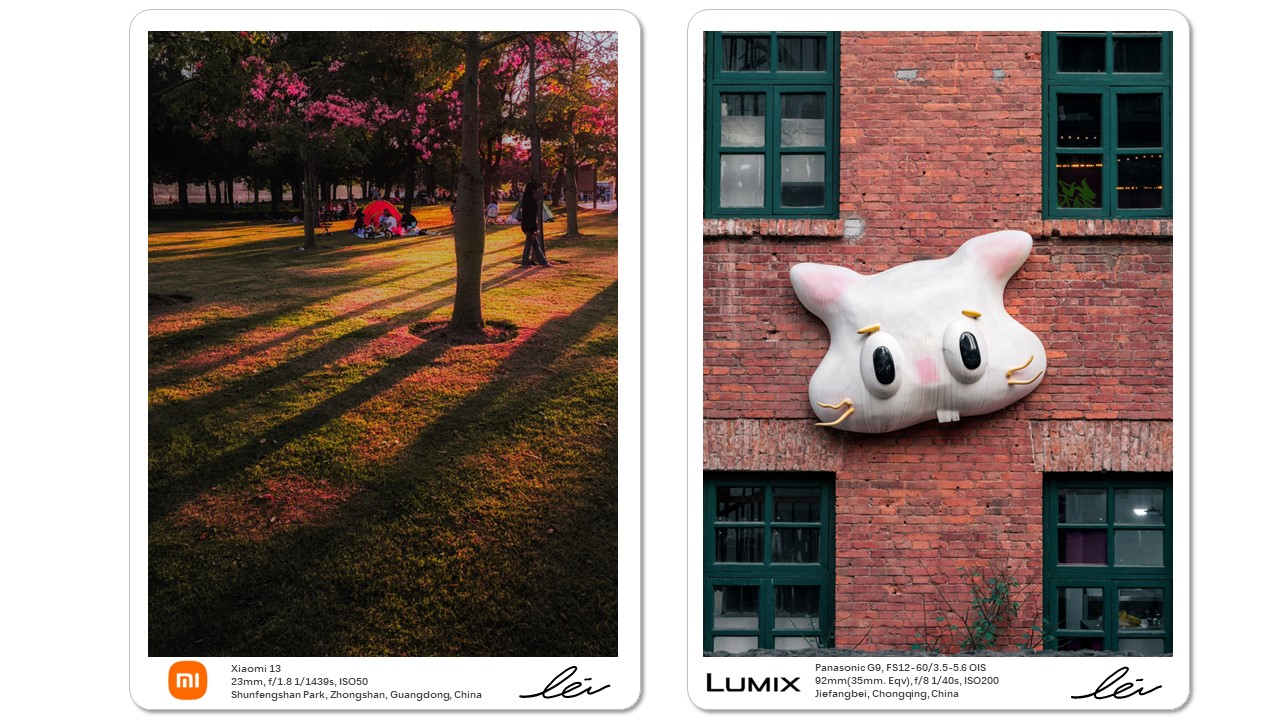 mi
Xiaomi 13
23mm, f/1.8 1/1439s, ISO50
Shunfengshan Park, Zhongshan, Guangdong, China
lei
LUMIX
Panasonic G9, FS12-60/3.5-5.6 OIS
92mm(35mm. Eqv), f/8 1/40s, ISO200
Jiefangbei, Chongqing, China
lei